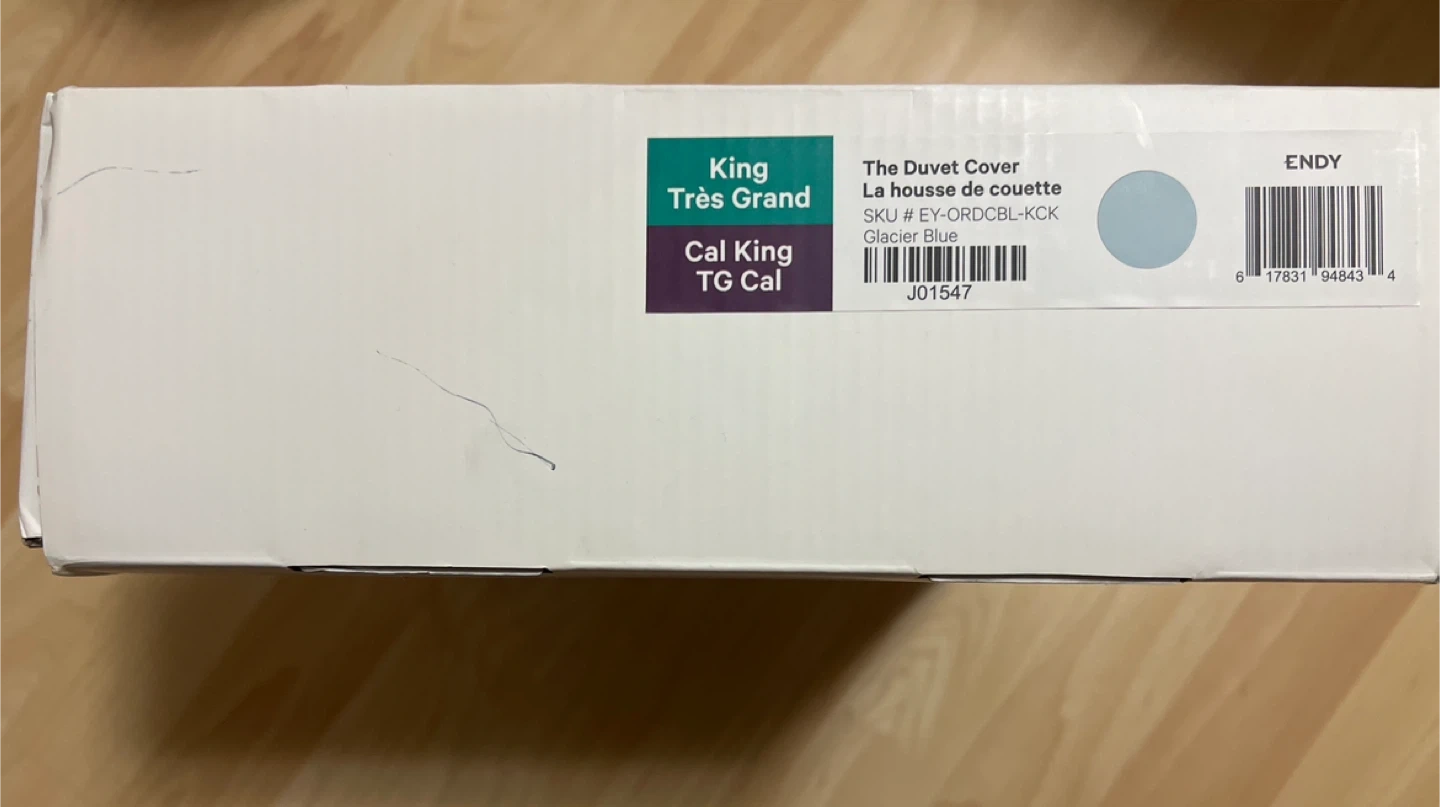 King
Très Grand
Cal King
TG Cal
The Duvet Cover
La housse de couette
SKU # EY-ORDCBL-KCK
Glacier Blue
J01547
ENDY
6 17831 94843 4